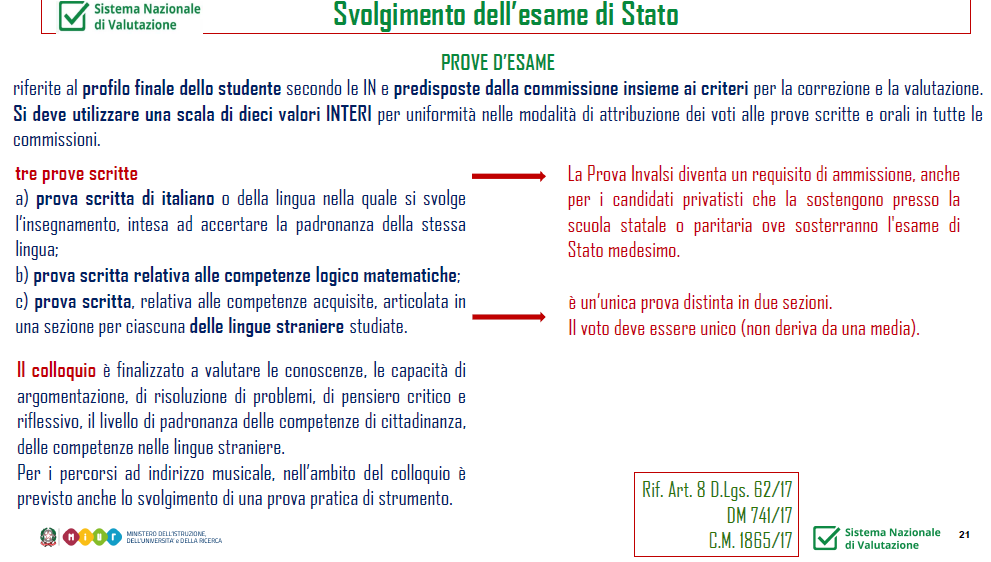 Sistema Nazionale
di Valutazione
Svolgimento dell'esame di Stato
PROVE D'ESAME
riferite al profilo finale dello studente secondo le IN e predisposte dalla commissione insieme ai criteri per la correzione e la valutazione.
Si deve utilizzare una scala di dieci valori INTERI per uniformità nelle modalità di attribuzione dei voti alle prove scritte e orali in tutte le
commissioni.
tre prove scritte
a) prova scritta di italiano o della lingua nella quale si svolge
l'insegnamento, intesa ad accertare la padronanza della stessa
lingua;
b) prova scritta relativa alle competenze logico matematiche;
c) prova scritta, relativa alle competenze acquisite, articolata in
una sezione per ciascuna delle lingue straniere studiate.
La Prova Invalsi diventa un requisito di ammissione, anche
per i candidati privatisti che la sostengono presso la
scuola statale o paritaria ove sosterranno l'esame di
Stato medesimo.
è un'unica prova distinta in due sezioni.
Il voto deve essere unico (non deriva da una media).
Il colloquio è finalizzato a valutare le conoscenze, le capacità di
argomentazione, di risoluzione di problemi, di pensiero critico e
riflessivo, il livello di padronanza delle competenze di cittadinanza,
delle competenze nelle lingue straniere.
Per i percorsi ad indirizzo musicale, nell'ambito del colloquio è
previsto anche lo svolgimento di una prova pratica di strumento.
Rif. Art. 8 D.Lgs. 62/17
DM 741/17
C.M. 1865/17
MIUR
MINISTERO DELL'ISTRUZIONE,
DELL'UNIVERSITA' e DELLA RICERCA
Sistema Nazionale
di Valutazione
21